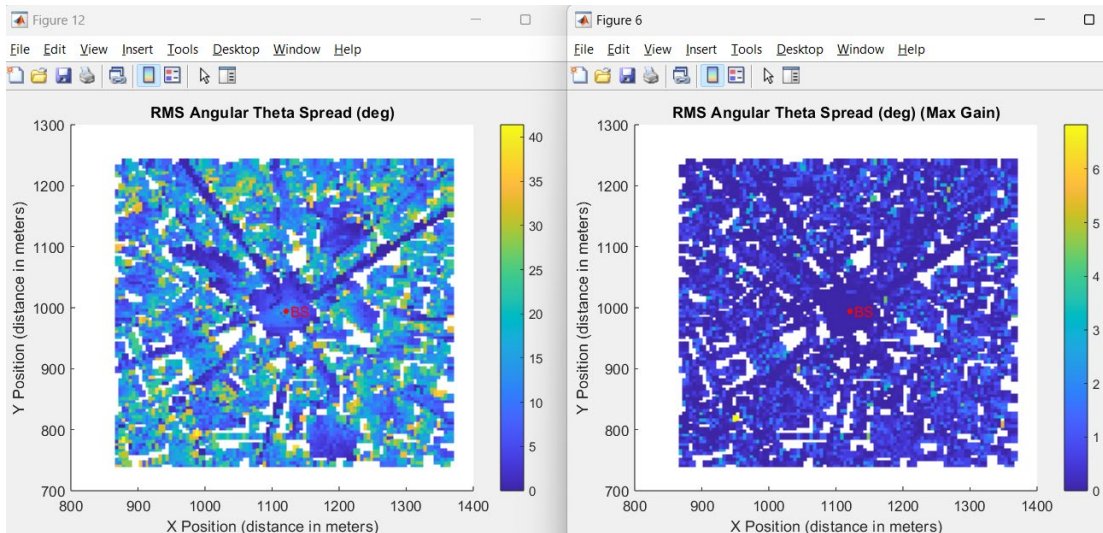 Figure 12
File Edit View Insert Tools Desktop Window Help
RMS Angular Theta Spread (deg)
1300
1200
1100
1000
900
800
700
Y Position (distance in meters)
BS
800 900 1000 1100 1200 1300 1400
X Position (distance in meters)
40
35
30
25
20
15
10
5
0
Figure 6
File Edit View Insert Tools Desktop Window Help
RMS Angular Theta Spread (deg) (Max Gain)
1300
1200
1100
1000
900
800
700
Y Position (distance in meters)
BS
800 900 1000 1100 1200 1300 1400
X Position (distance in meters)
6
5
4
3
2
1
0